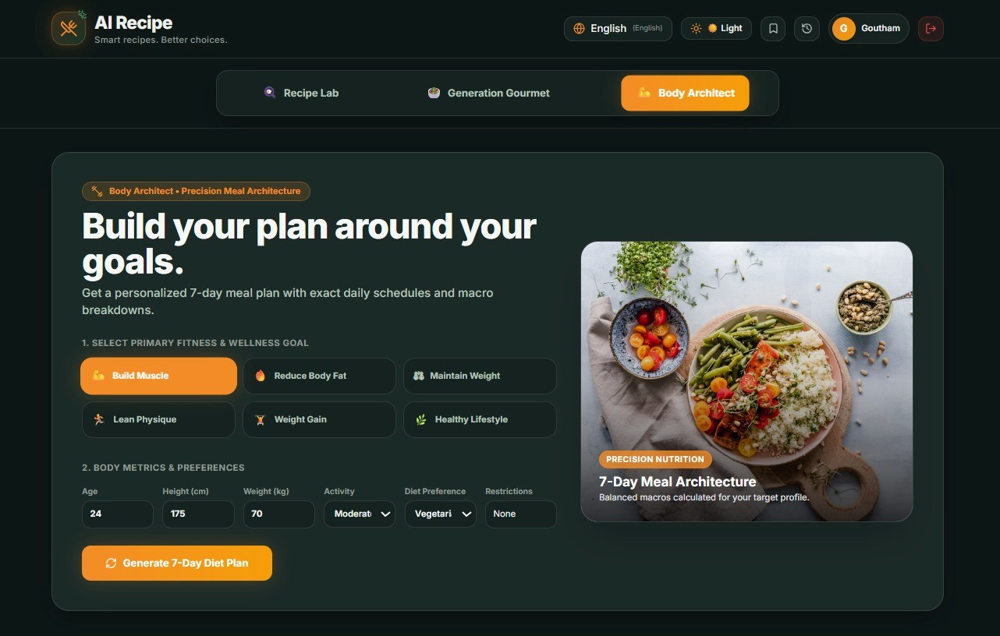 AI Recipe
Smart recipes. Better choices.
English (English)
Light
G
Goutham
Recipe Lab
Generation Gourmet
Body Architect
Body Architect • Precision Meal Architecture
Build your plan around your
goals.
Get a personalized 7-day meal plan with exact daily schedules and macro
breakdowns.
1. SELECT PRIMARY FITNESS & WELLNESS GOAL
Build Muscle
Reduce Body Fat
Maintain Weight
Lean Physique
Weight Gain
Healthy Lifestyle
2. BODY METRICS & PREFERENCES
Age
Height (cm)
Weight (kg)
Activity
Diet Preference
Restrictions
24
175
70
Moderat
Vegetari
None
Generate 7-Day Diet Plan
PRECISION NUTRITION
7-Day Meal Architecture
Balanced macros calculated for your target profile.